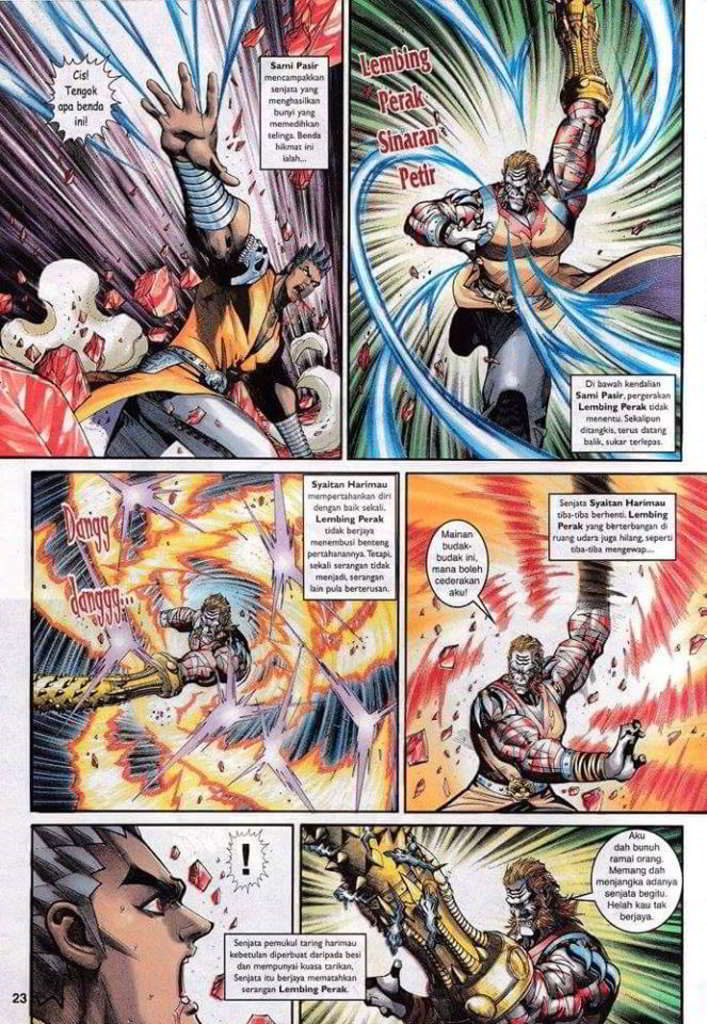 Cis!
Tengok
apa benda
ini!
Sami Pasir
mencampakkan
senjata yang
menghasilkan
bunyi yang
memedihkan
telinga. Benda
hikmat ini
ialah...
Lembing
Perak
Sinaran
Petir
Di bawah kendalian
Sami Pasir, pergerakan
Lembing Perak tidak
menentu. Sekalipun
ditangkis, terus datang
balik, sukar terlepas.
Dangg
danggg...
Syaitan Harimau
mempertahankan diri
dengan baik sekali.
Lembing Perak
tidak berjaya
menembusi benteng
pertahanannya. Tetapi,
sekali serangan tidak
menjadi, serangan
lain pula berterusan.
Senjata Syaitan Harimau
tiba-tiba berhenti. Lembing
Perak yang berterbangan di
ruang udara juga hilang, seperti
tiba-tiba mengewap....
Mainan
budak-
budak ini,
mana boleh
cederakan
aku!
!
Senjata pemukul taring harimau
kebetulan diperbuat daripada besi
dan mempunyai kuasa tarikan,
Senjata itu berjaya mematahkan
serangan Lembing Perak.
Aku
dah bunuh
ramai orang.
Memang dah
menjangka adanya
senjata begitu.
Helah kau tak
berjaya.
23